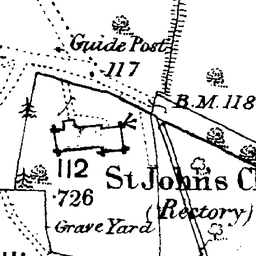 Guide Post
117
B.M. 118
112
St Johns C
726
(Rectory)
Grave Yard